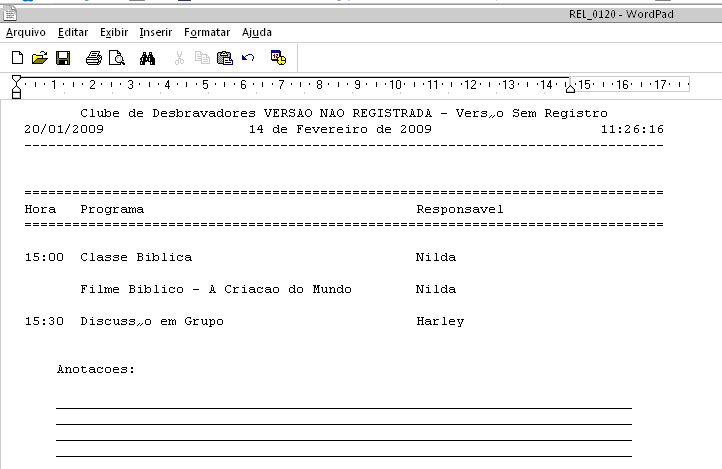 REL_0120 - WordPad
Arquivo Editar Exibir Inserir Formatar Ajuda
1 2 3 4 5 6 7 8 9 10 11 12 13 14 15 16 17
Clube de Desbravadores VERSAO NAO REGISTRADA - Vers„o Sem Registro
20/01/2009 14 de Fevereiro de 2009 11:26:16
--------------------------------------------------------------------------------
================================================================================
Hora Programa Responsavel
================================================================================
15:00 Classe Biblica Nilda
Filme Biblico - A Criacao do Mundo Nilda
15:30 Discuss„o em Grupo Harley
Anotacoes: